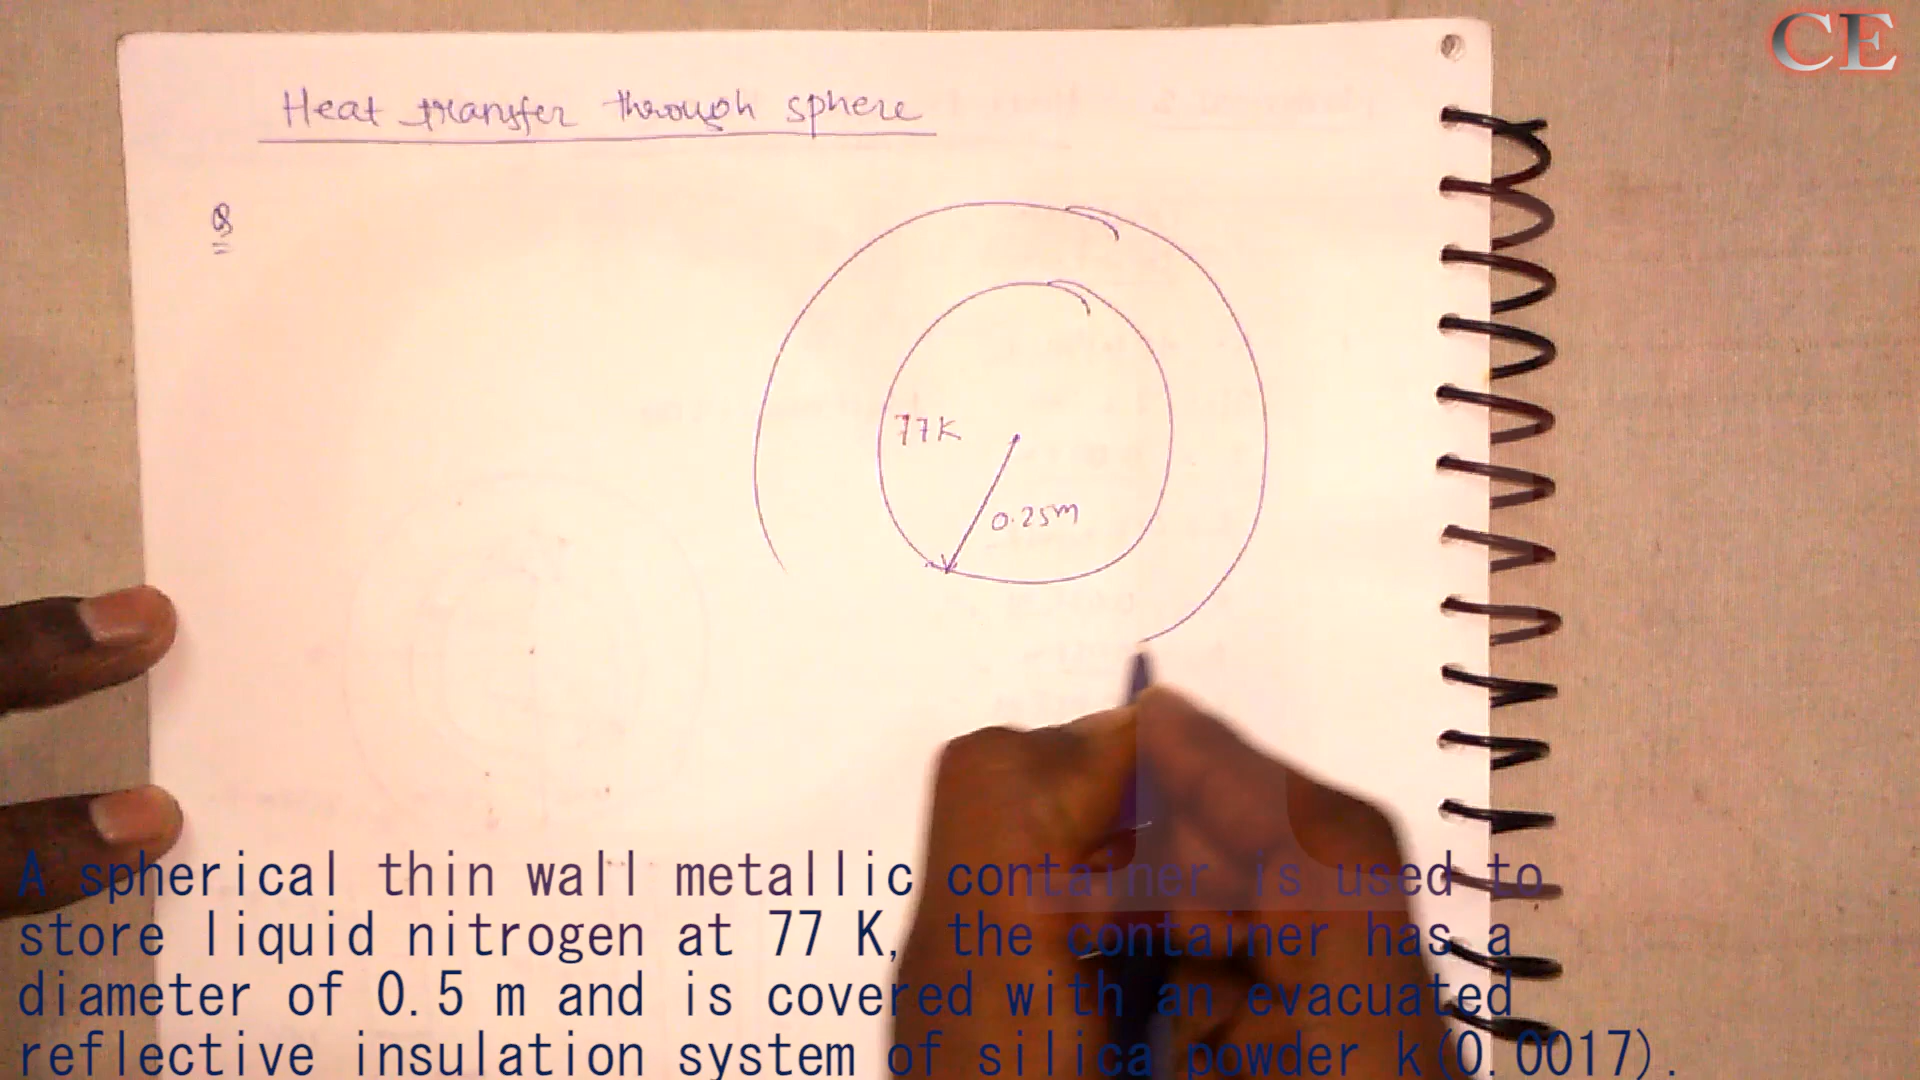 CE
Heat transfer through sphere
Q
77K
0.25m
A spherical thin wall metallic container is used to
store liquid nitrogen at 77 K, the container has a
diameter of 0.5 m and is covered with an evacuated
reflective insulation system of silica powder k(0.0017).